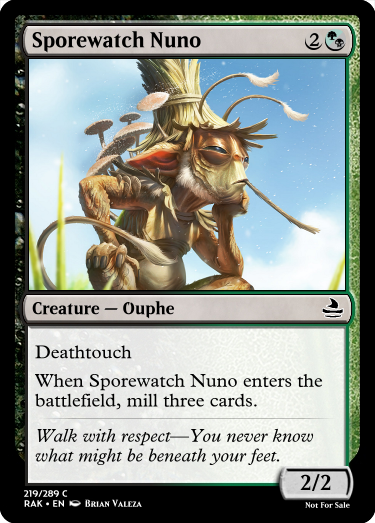 Sporewatch Nuno 2
Creature — Ouphe
Deathtouch
When Sporewatch Nuno enters the
battlefield, mill three cards.
Walk with respect—You never know
what might be beneath your feet.
2/2
219/289 C
RAK • EN Brian Valeza
Not For Sale